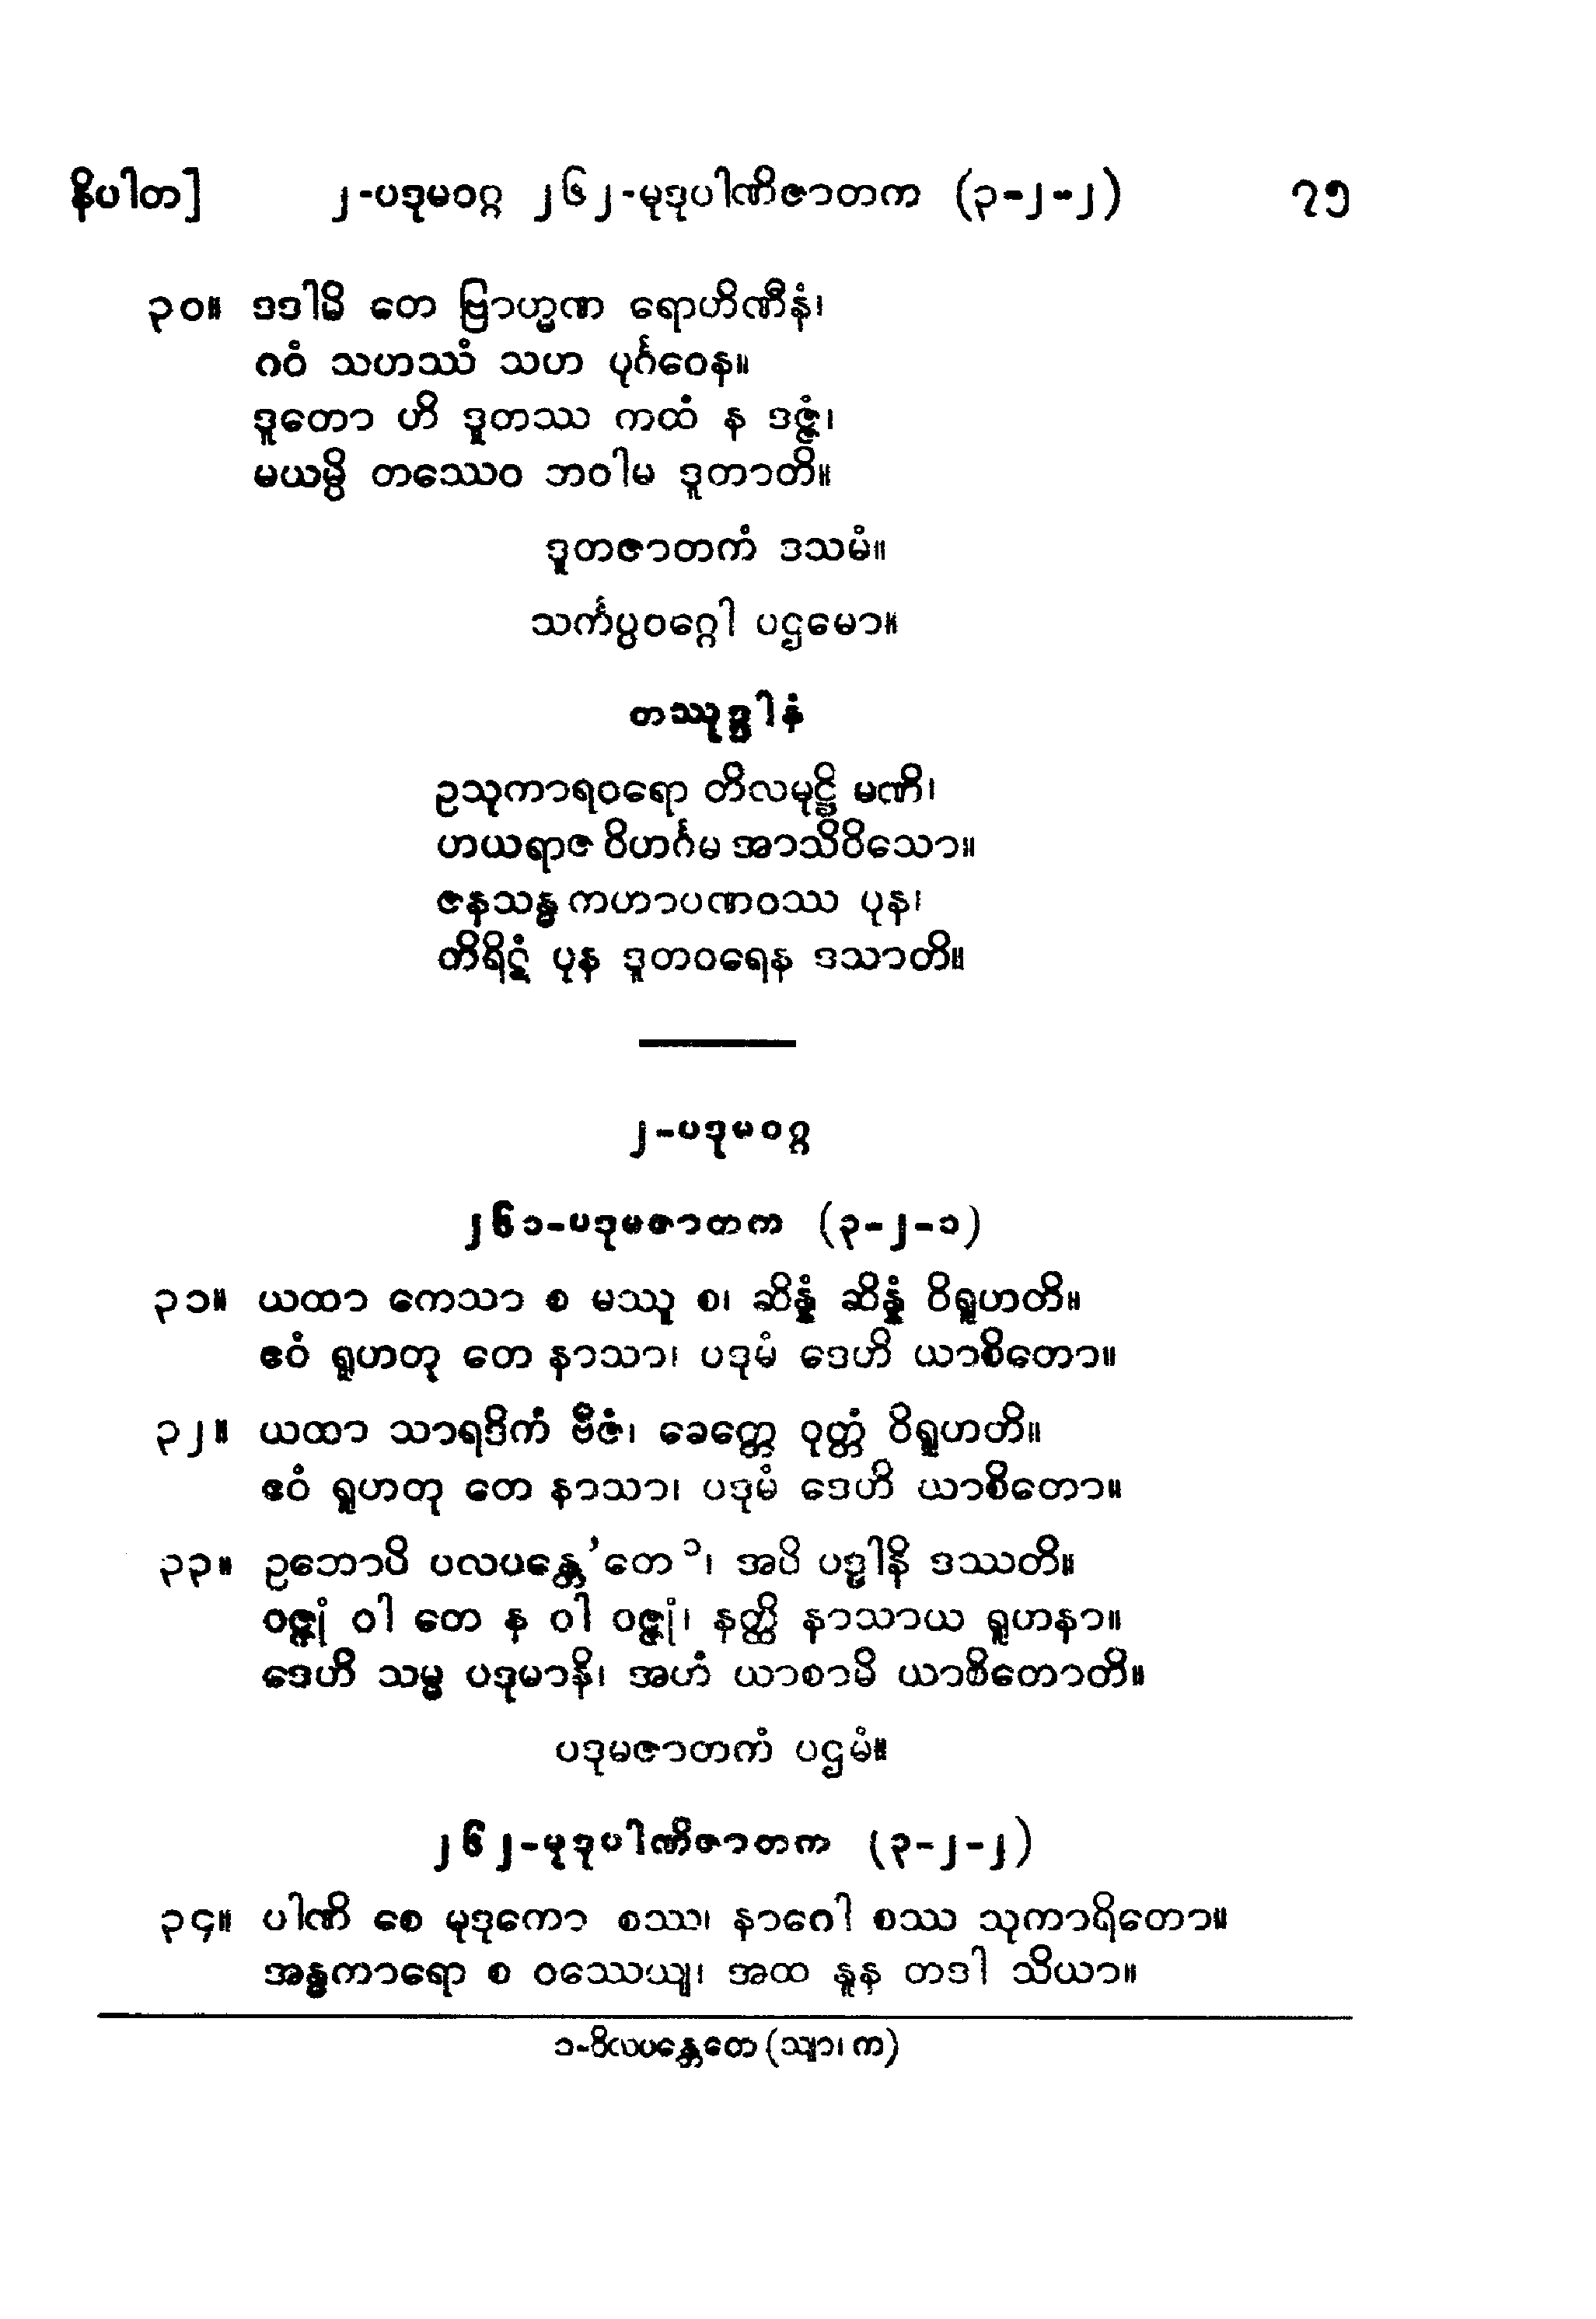 နိပါတ] ၂-ပဒုမဝဂ္ဂ ၂၆၂-မုဒုပါဏိဇာတက (၃-၂-၂) ၇၅
၃၀။ ဒဒါမိ တေ ဗြာဟ္မဏ ရောဟိဏီနံ၊
ဂဝံ သဟဿံ သဟ ပုင်္ဂဝေန။
ဒူတော ဟိ ဒူတဿ ကထံ န ဒဇ္ဇံ၊
မယမ္ပိ တဿေဝ ဘဝါမ ဒူတာတိ။
ဒူတဇာတကံ ဒသမံ။
သင်္ကပ္ပဝဂ္ဂေါ ပဌမော။
တဿုဒ္ဒါနံ
ဥသုကာရဝရော တိလမုဋ္ဌိ မဏိ၊
ဟယရာဇ ဝိဟင်္ဂမ အာသိဝိသော။
ဇနသန္ဓ ကဟာပဏဝဿ ပုန၊
တိရိဋံ ပုန ဒူတဝရေန ဒသာတိ။
၂-ပဒုမဝဂ္ဂ
၂၆၁-ပဒုမဇာတက (၃-၂-၁)
၃၁။ ယထာ ကေသာ စ မဿူ စ၊ ဆိန္နံ ဆိန္နံ ဝိရူဟတိ။
ဧဝံ ရူဟတု တေ နာသာ၊ ပဒုမံ ဒေဟိ ယာစိတော။
၃၂။ ယထာ သာရဒိကံ ဗီဇံ၊ ခေတ္တေ ဝုတ္တံ ဝိရူဟတိ။
ဧဝံ ရူဟတု တေ နာသာ၊ ပဒုမံ ဒေဟိ ယာစိတော။
၃၃။ ဥဘောပိ ပလပန္တေ’တေ ၁၊ အပိ ပဒ္မါနိ ဒဿတိ။
ဝဇ္ဇုံ ဝါ တေ န ဝါ ဝဇ္ဇုံ၊ နတ္ထိ နာသာယ ရူဟနာ။
ဒေဟိ သမ္မ ပဒုမာနိ၊ အဟံ ယာစာမိ ယာစိတောတိ။
ပဒုမဇာတကံ ပဌမံ။
၂၆၂-မုဒုပါဏိဇာတက (၃-၂-၂)
၃၄။ ပါဏိ စေ မုဒုကော စဿ၊ နာဂေါ စဿ သုကာရိတော။
အန္ဓကာရော စ ဝဿေယျ၊ အထ နူန တဒါ သိယာ။
၁-ဝိလပန္တေတေ (သျာ၊ က)